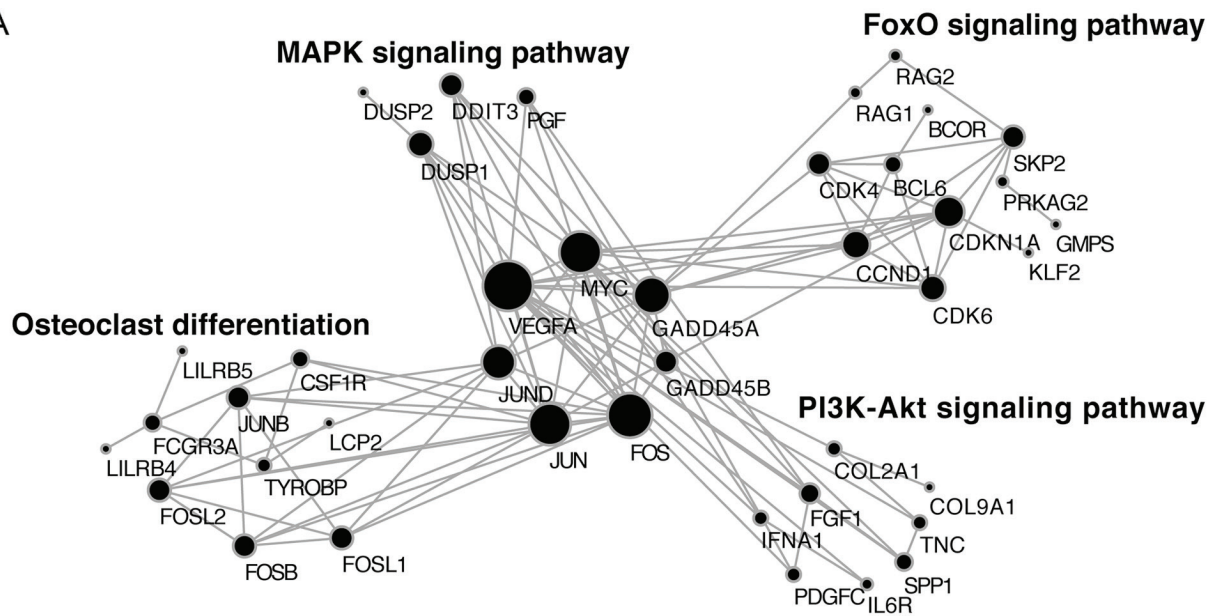 A
FoxO signaling pathway
MAPK signaling pathway
RAG2
DUSP2
DDIT3
PGF
RAG1
BCOR
DUSP1
SKP2
CDK4
BCL6
PRKAG2
CDKN1A
GMPS
CCND1
KLF2
MYC
CDK6
VEGFA
GADD45A
Osteoclast differentiation
LILRB5
CSF1R
GADD45B
JUND
PI3K-Akt signaling pathway
JUNB
LCP2
FCGR3A
FOS
JUN
LILRB4
COL2A1
TYROBP
COL9A1
FOSL2
FGF1
IFNA1
TNC
FOSB
FOSL1
SPP1
PDGFC
IL6R